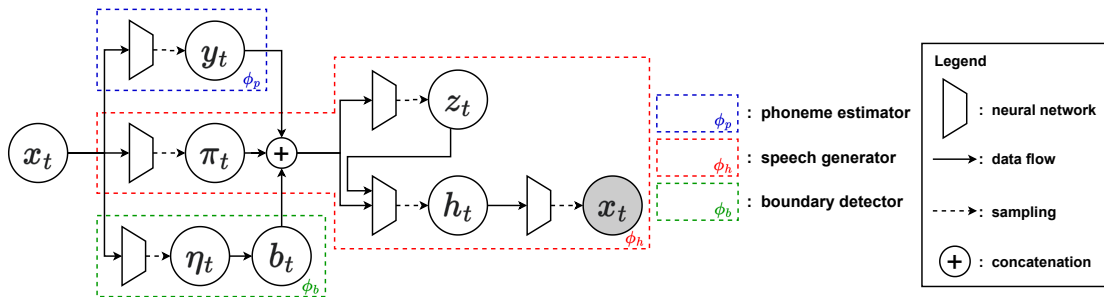 x_t
y_t
ϕ_p
π_t
+
η_t
b_t
ϕ_b
z_t
h_t
x_t
ϕ_h
ϕ_p : phoneme estimator
ϕ_h : speech generator
ϕ_b : boundary detector
Legend
: neural network
: data flow
: sampling
+ : concatenation